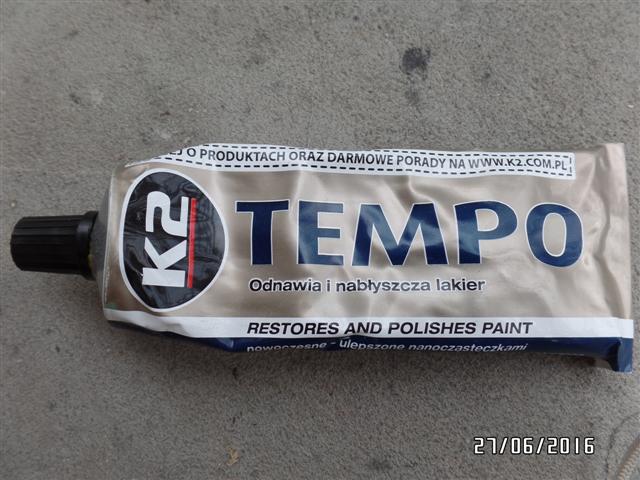 O PRODUKTACH ORAZ DARMOWE PORADY NA WWW.K2.COM.PL
K2
TEMPO
Odnawia i nabłyszcza lakier
RESTORES AND POLISHES PAINT
nowoczesne - ulepszone nanocząsteczkami
27/06/2016